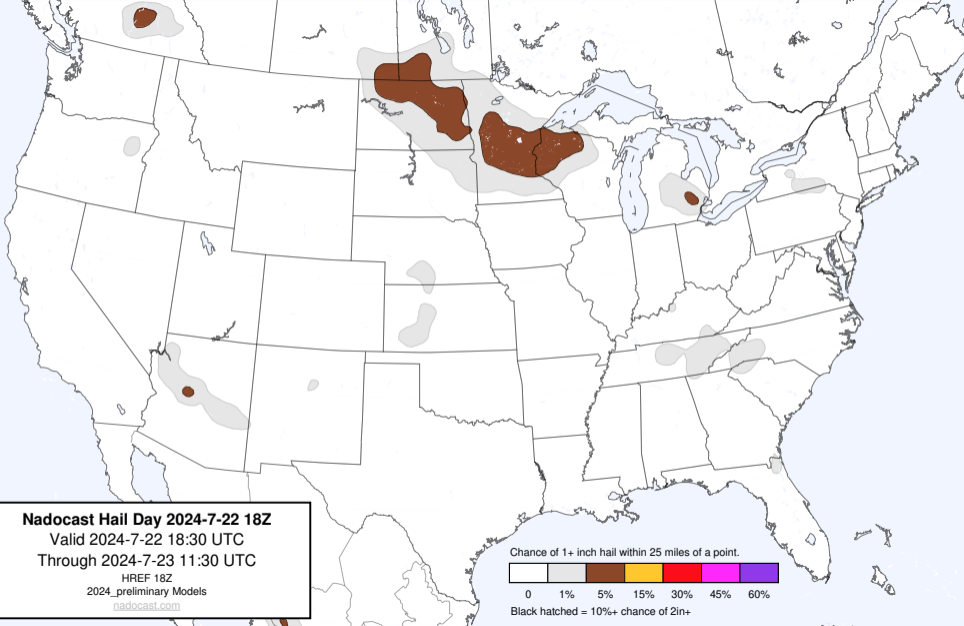 Nadocast Hail Day 2024-7-22 18Z
Valid 2024-7-22 18:30 UTC
Through 2024-7-23 11:30 UTC
HREF 18Z
2024_preliminary Models
nadocast.com
Chance of 1+ inch hail within 25 miles of a point.
0 1% 5% 15% 30% 45% 60%
Black hatched = 10%+ chance of 2in+